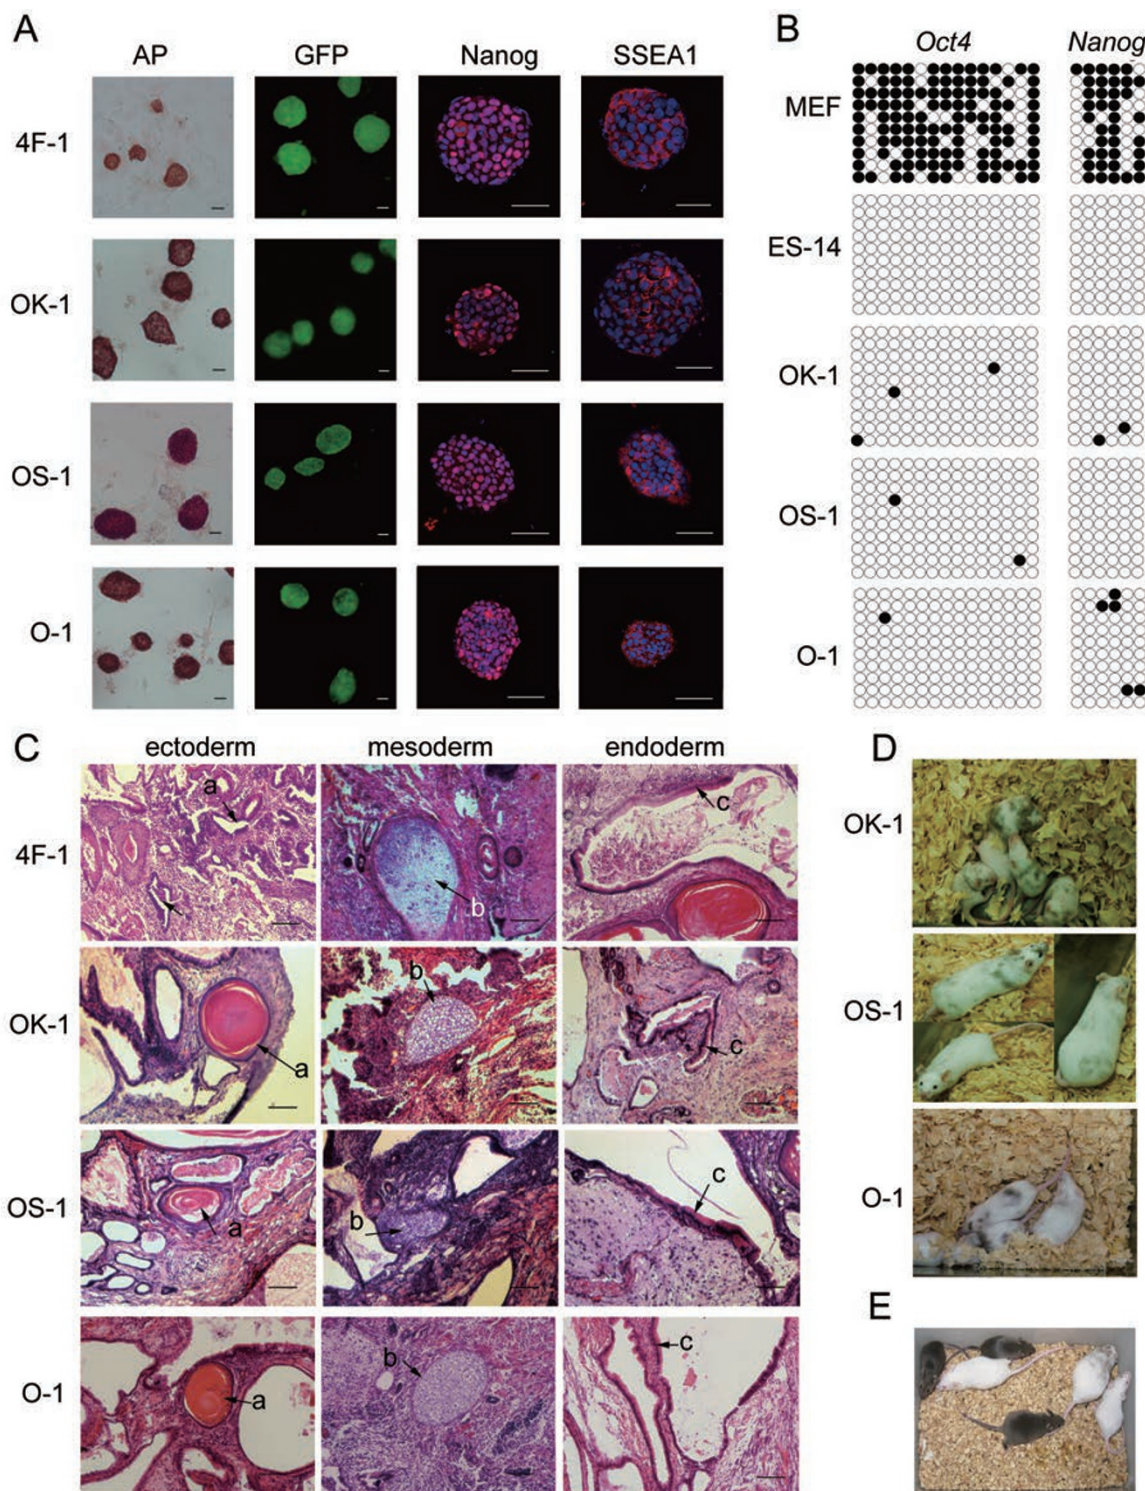 A
AP GFP Nanog SSEA1
4F-1
OK-1
OS-1
O-1
B
Oct4 Nanog
MEF
ES-14
OK-1
OS-1
O-1
C
ectoderm mesoderm endoderm
4F-1 a b c
OK-1 a b c
OS-1 a b c
O-1 a b c
D
OK-1
OS-1
O-1
E